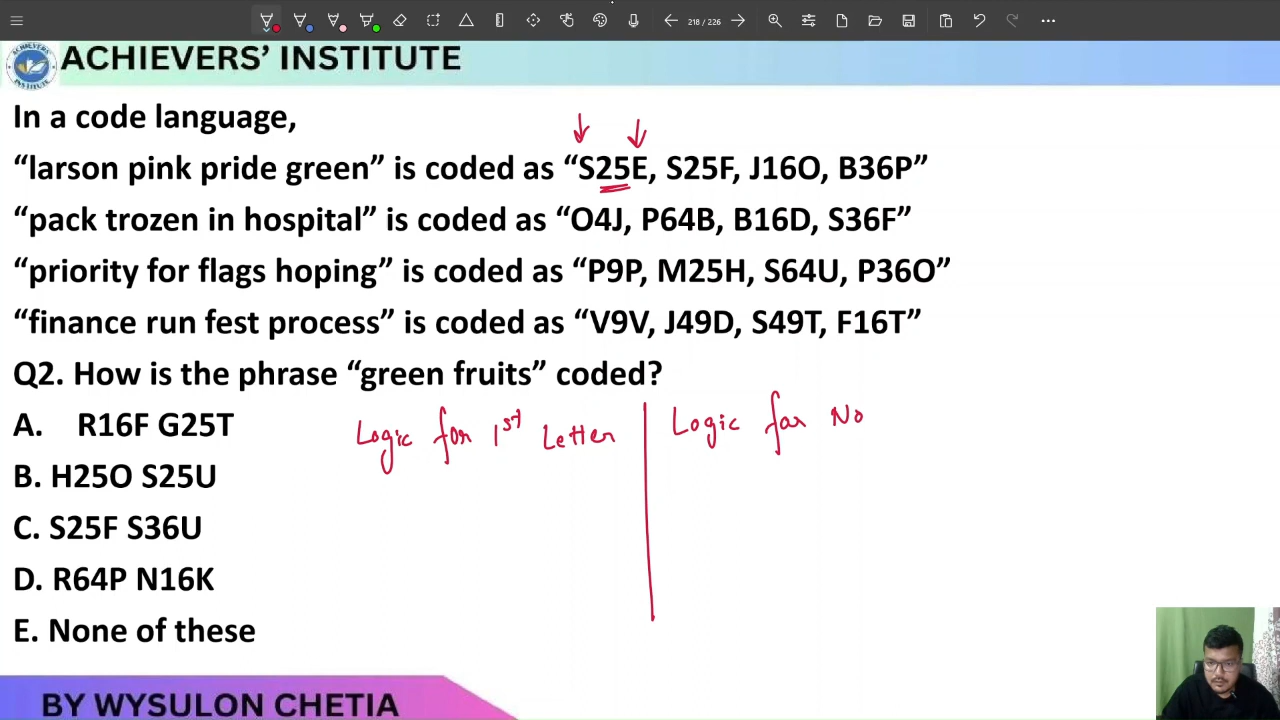 218 / 226
ACHIEVERS' INSTITUTE
In a code language,
“larson pink pride green” is coded as “S25E, S25F, J16O, B36P”
“pack trozen in hospital” is coded as “O4J, P64B, B16D, S36F”
“priority for flags hoping” is coded as “P9P, M25H, S64U, P36O”
“finance run fest process” is coded as “V9V, J49D, S49T, F16T”
Q2. How is the phrase “green fruits” coded?
A. R16F G25T
Logic for 1st Letter
Logic for No
B. H25O S25U
C. S25F S36U
D. R64P N16K
E. None of these
BY WYSULON CHETIA